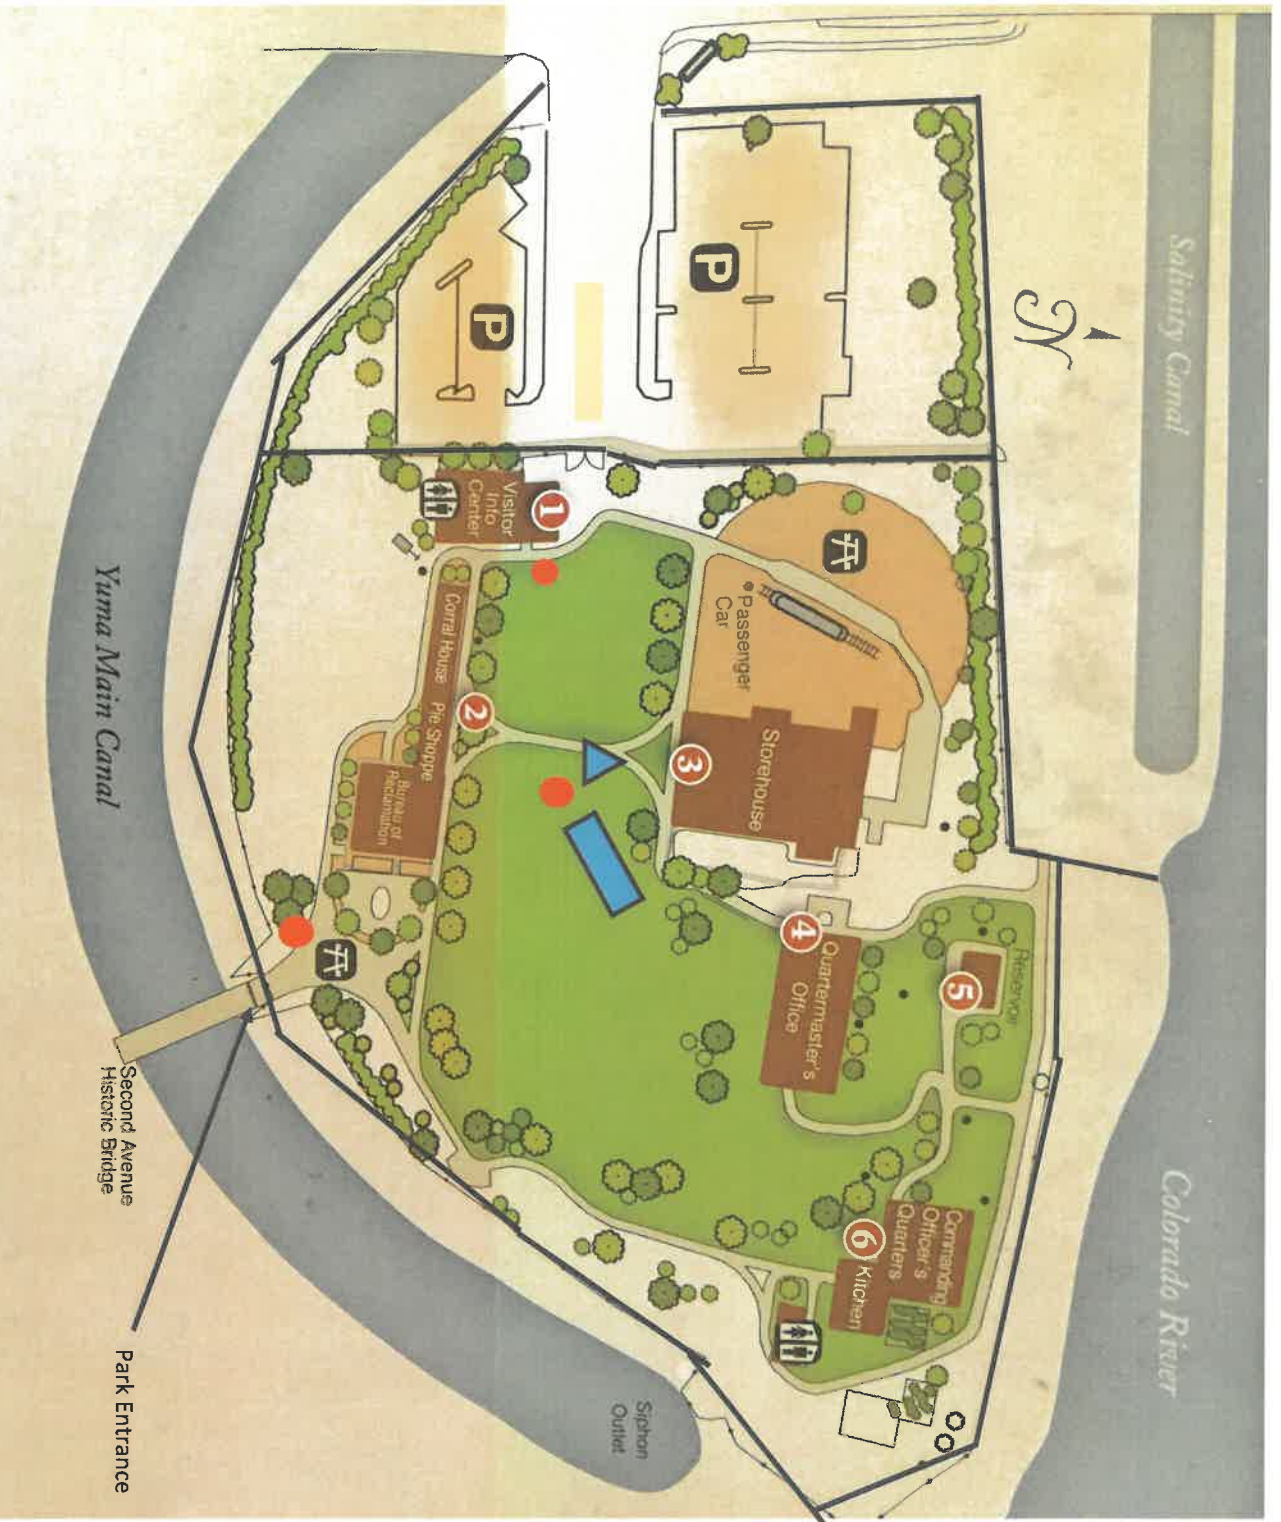 Salinity Canal
N
P
P
Visitor
Info
Center
1
Passenger
Car
Corral House
Pie Shoppe
2
3
Storehouse
Bureau of
Reclamation
Yuma Main Canal
4
Quartermaster's
Office
5
Reservoir
Colorado River
Second Avenue
Historic Bridge
Commanding
Officer's
Quarters
6
Kitchen
Siphon
Outlet
Park Entrance